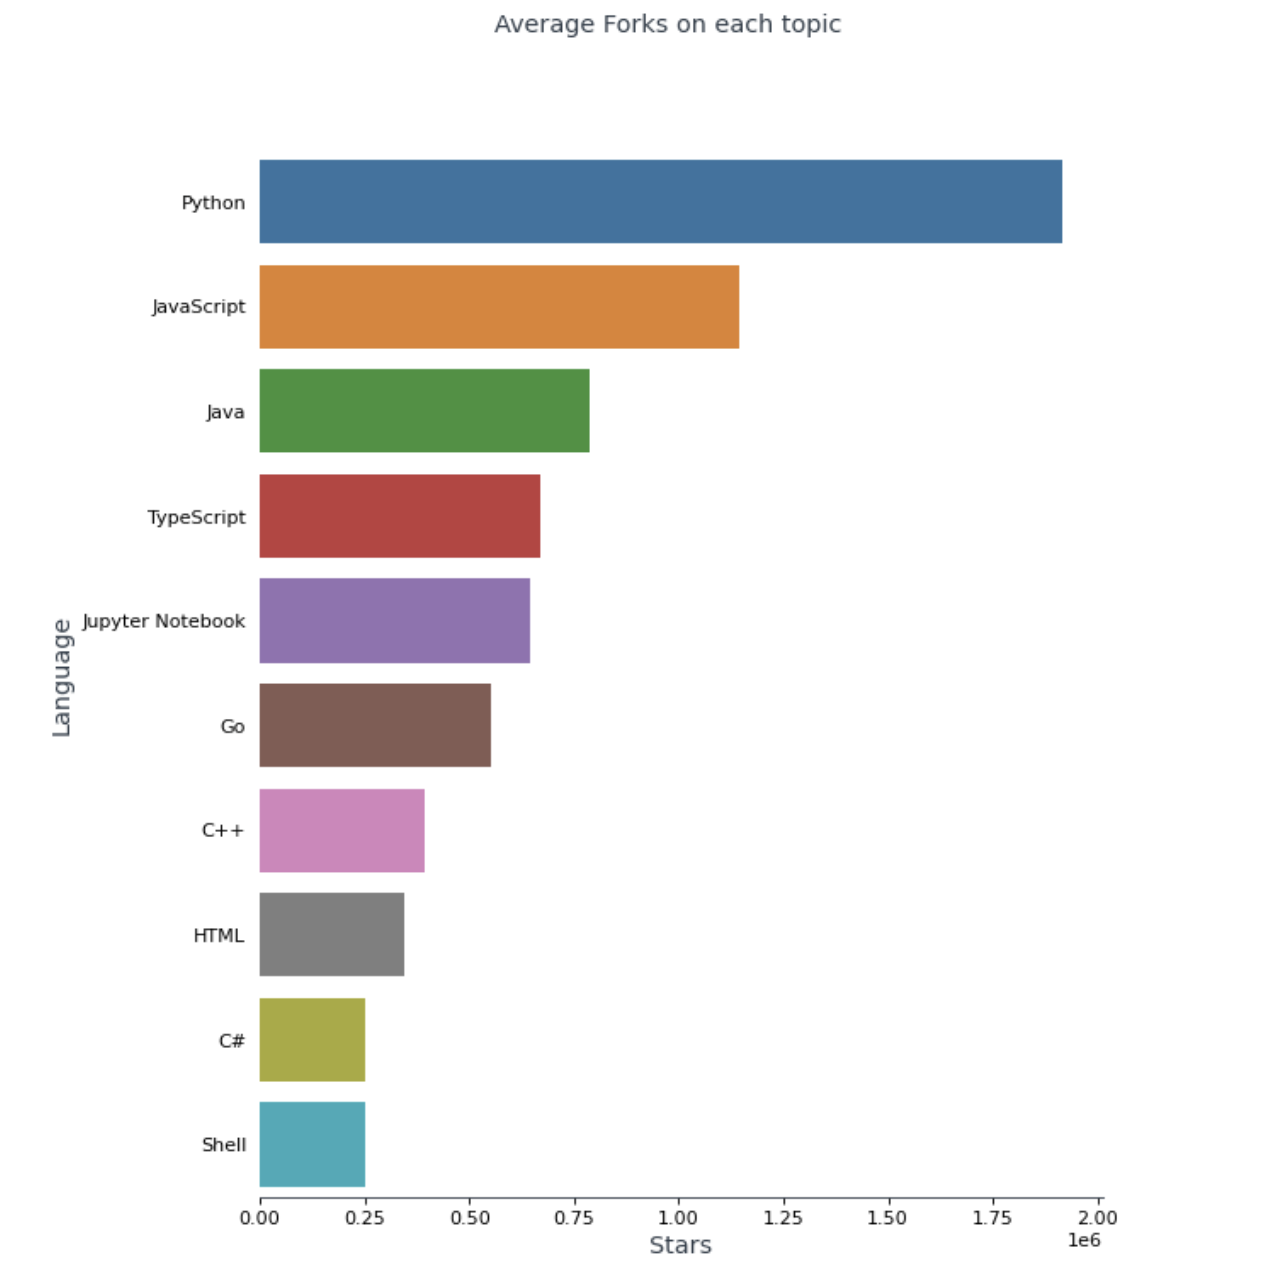 Average Forks on each topic
Python
JavaScript
Java
TypeScript
Jupyter Notebook
Go
C++
HTML
C#
Shell
Language
0.00 0.25 0.50 0.75 1.00 1.25 1.50 1.75 2.00
1e6
Stars